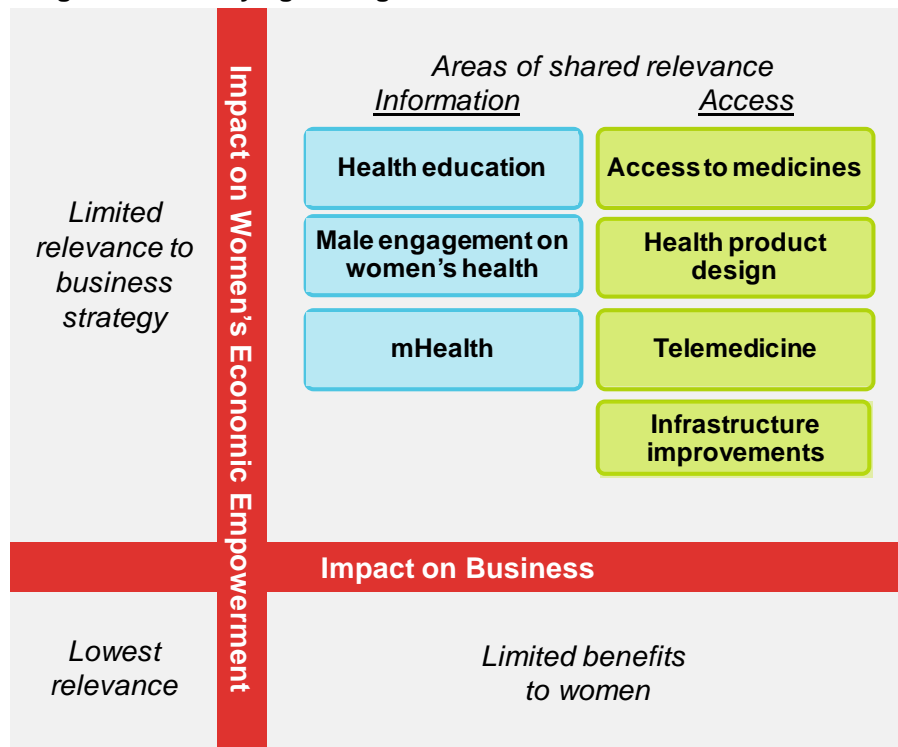 Areas of shared relevance
Information
Access
Health education
Access to medicines
Male engagement on
women's health
Health product
design
mHealth
Telemedicine
Infrastructure
improvements
Limited
relevance to
business
strategy
Impact on Women's Economic Empowerment
Impact on Business
Lowest
relevance
Limited benefits
to women